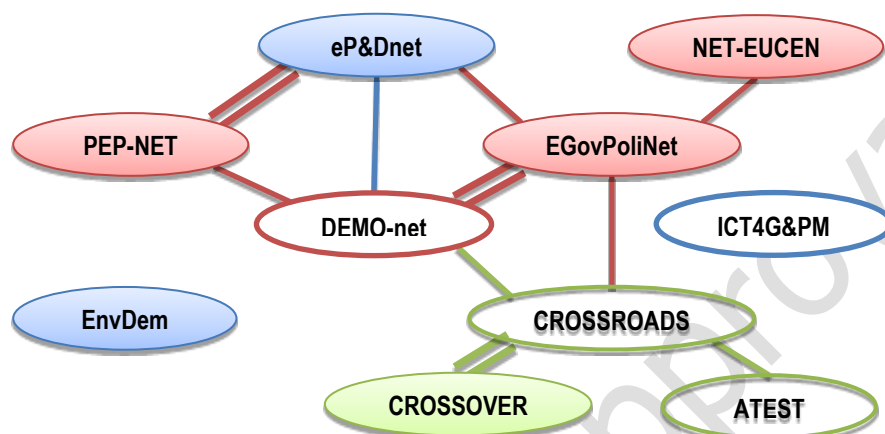 eP&Dnet
NET-EUCEN
PEP-NET
EGovPoliNet
DEMO-net
ICT4G&PM
EnvDem
CROSSROADS
CROSSOVER
ATEST